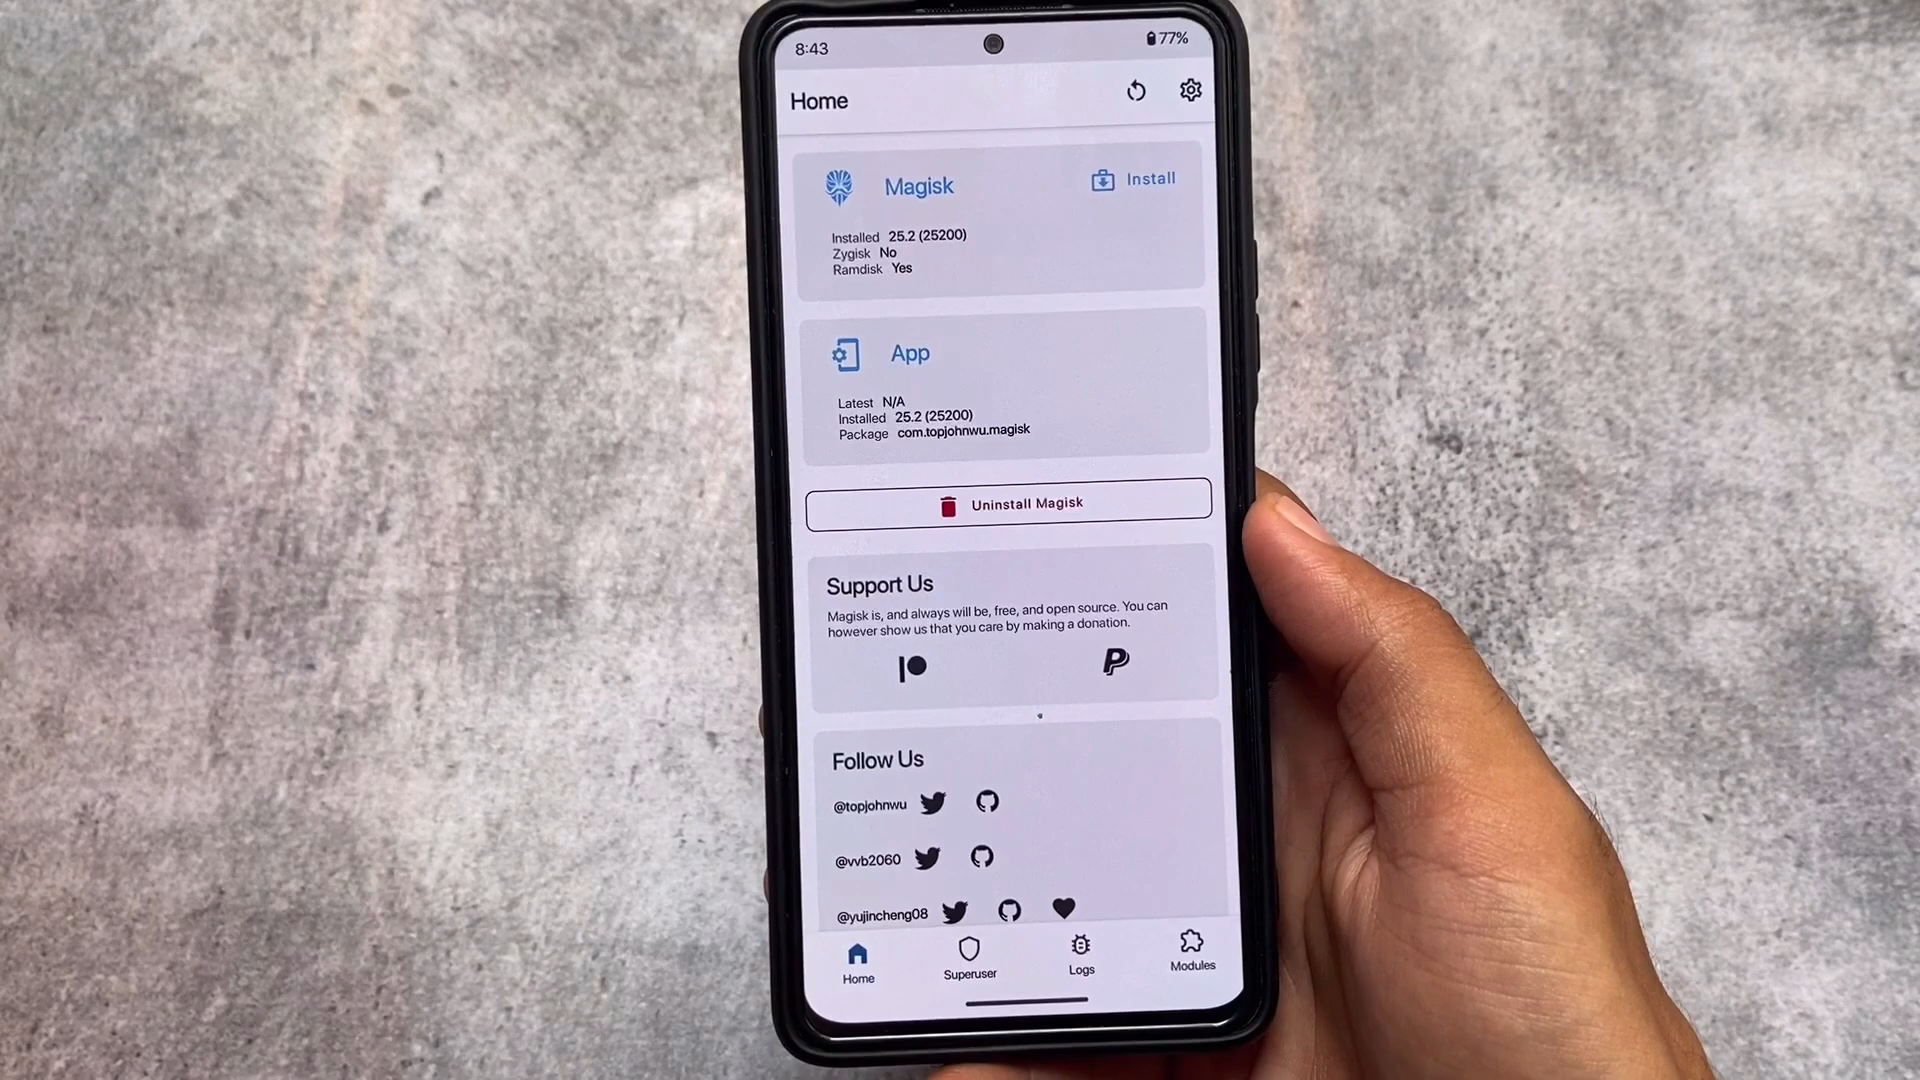 8:43
77%
Home
Magisk
Install
Installed 25.2 (25200)
Zygisk No
Ramdisk Yes
App
Latest N/A
Installed 25.2 (25200)
Package com.topjohnwu.magisk
Uninstall Magisk
Support Us
Magisk is, and always will be, free, and open source. You can
however show us that you care by making a donation.
Follow Us
@topjohnwu
@vvb2060
@yujincheng08
Home
Superuser
Logs
Modules